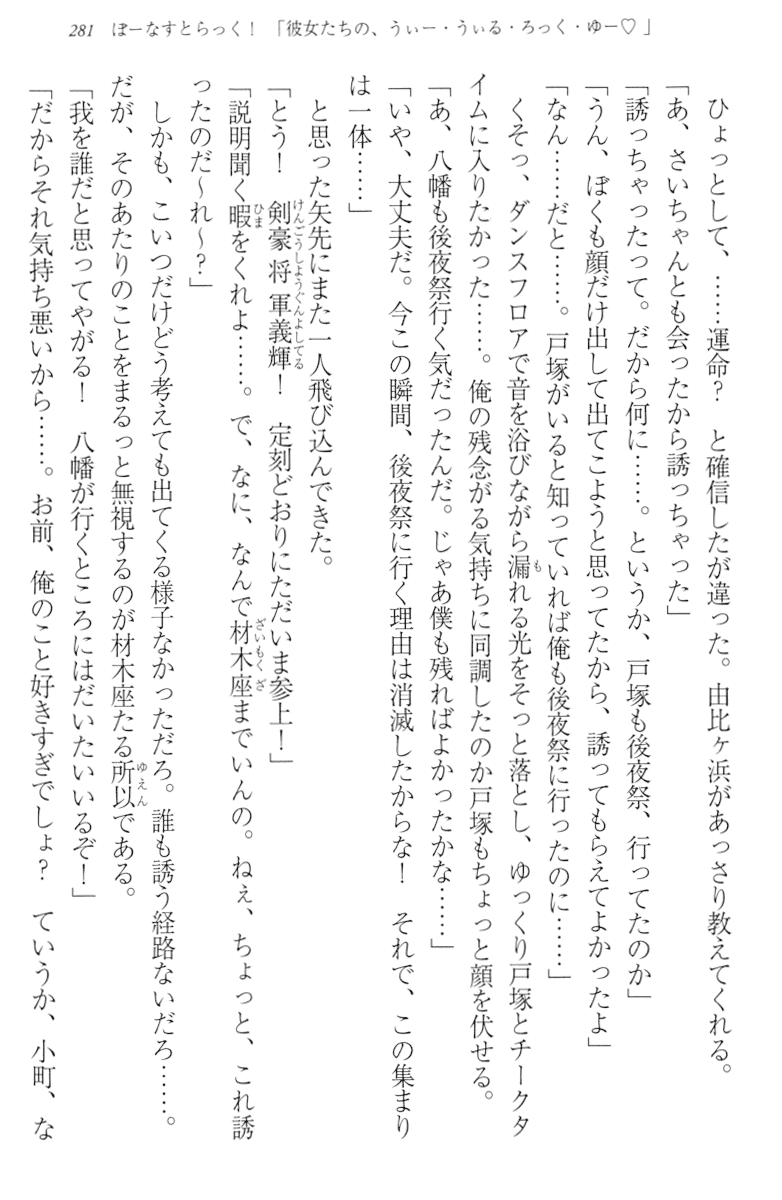 281　ぼーなすとらっく！　「彼女たちの、うぃー・うぃる・ろっく・ゆー♡」
　ひょっとして、……運命？　と確信したが違った。由比ヶ浜があっさり教えてくれる。
「あ、さいちゃんとも会ったから誘っちゃった」
「誘っちゃったって。だから何に……。というか、戸塚も後夜祭、行ってたのか」
「うん、ぼくも顔だけ出して出てこようと思ってたから、誘ってもらえてよかったよ」
「なん……だと……。戸塚がいると知っていれば俺も後夜祭に行ったのに……」
　くそっ、ダンスフロアで音を浴びながら漏れる光をそっと落とし、ゆっくり戸塚とチークタ
イムに入りたかった……。俺の残念がる気持ちに同調したのか戸塚もちょっと顔を伏せる。
「あ、八幡も後夜祭行く気だったんだ。じゃあ僕も残ればよかったかな……」
「いや、大丈夫だ。今この瞬間、後夜祭に行く理由は消滅したからな！　それで、この集まり
は一体……」
　と思った矢先にまた一人飛び込んできた。
「とう！　剣豪将軍義輝！　定刻どおりにただいま参上！」
「説明聞く暇をくれよ……。で、なに、なんで材木座までいんの。ねぇ、ちょっと、これ誘
ったのだ〜れ〜？」
　しかも、こいつだけどう考えても出てくる様子なかっただろ。誰も誘う経路ないだろ……。
だが、そのあたりのことをまるっと無視するのが材木座たる所以である。
「我を誰だと思ってやがる！　八幡が行くところにはだいたいいるぞ！」
「だからそれ気持ち悪いから……。お前、俺のこと好きすぎでしょ？　ていうか、小町、な